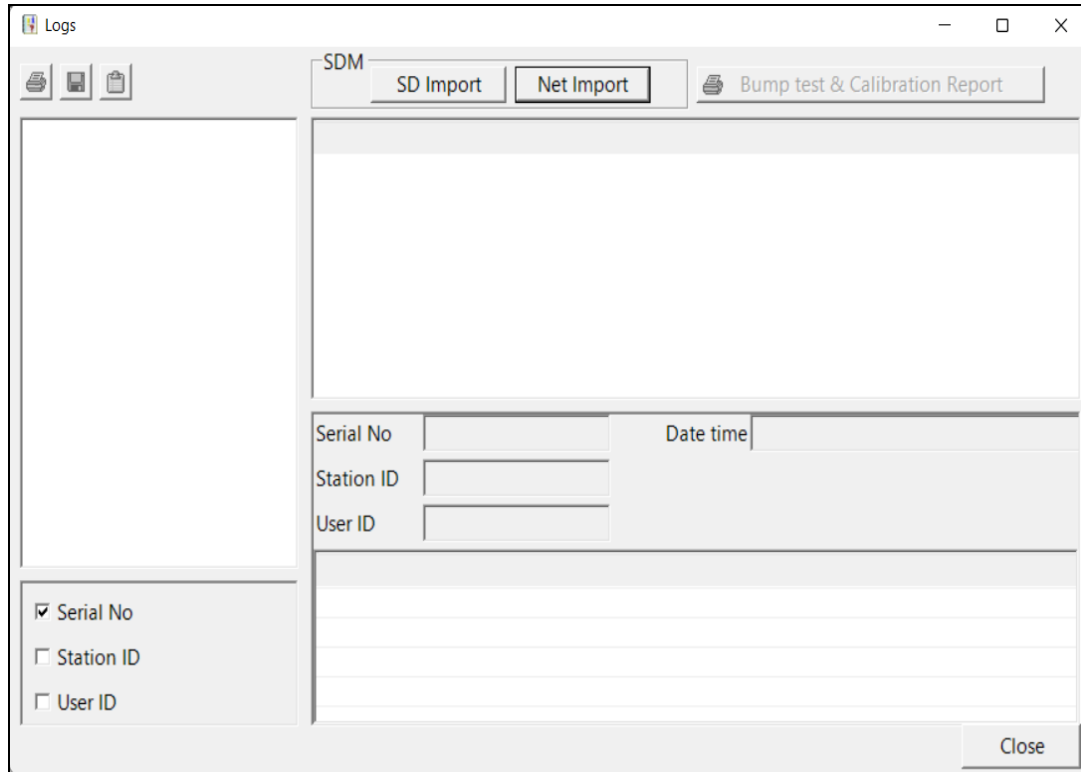 Logs
SDM
SD Import
Net Import
Bump test & Calibration Report
Serial No
Date time
Station ID
User ID
Serial No
Station ID
User ID
Close